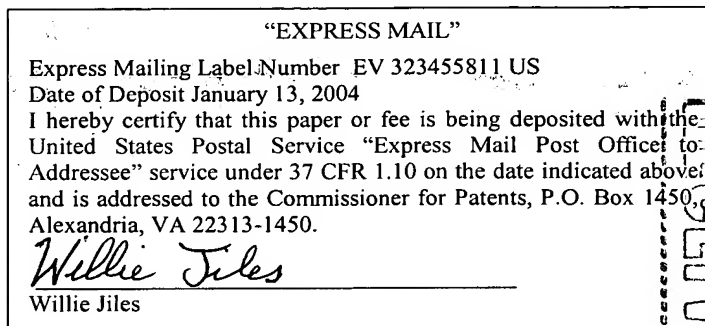 “EXPRESS MAIL”
Express Mailing Label Number EV 323455811 US
Date of Deposit January 13, 2004
I hereby certify that this paper or fee is being deposited with the
United States Postal Service “Express Mail Post Office to
Addressee” service under 37 CFR 1.10 on the date indicated above
and is addressed to the Commissioner for Patents, P.O. Box 1450,
Alexandria, VA 22313-1450.
Willie Jiles
Willie Jiles